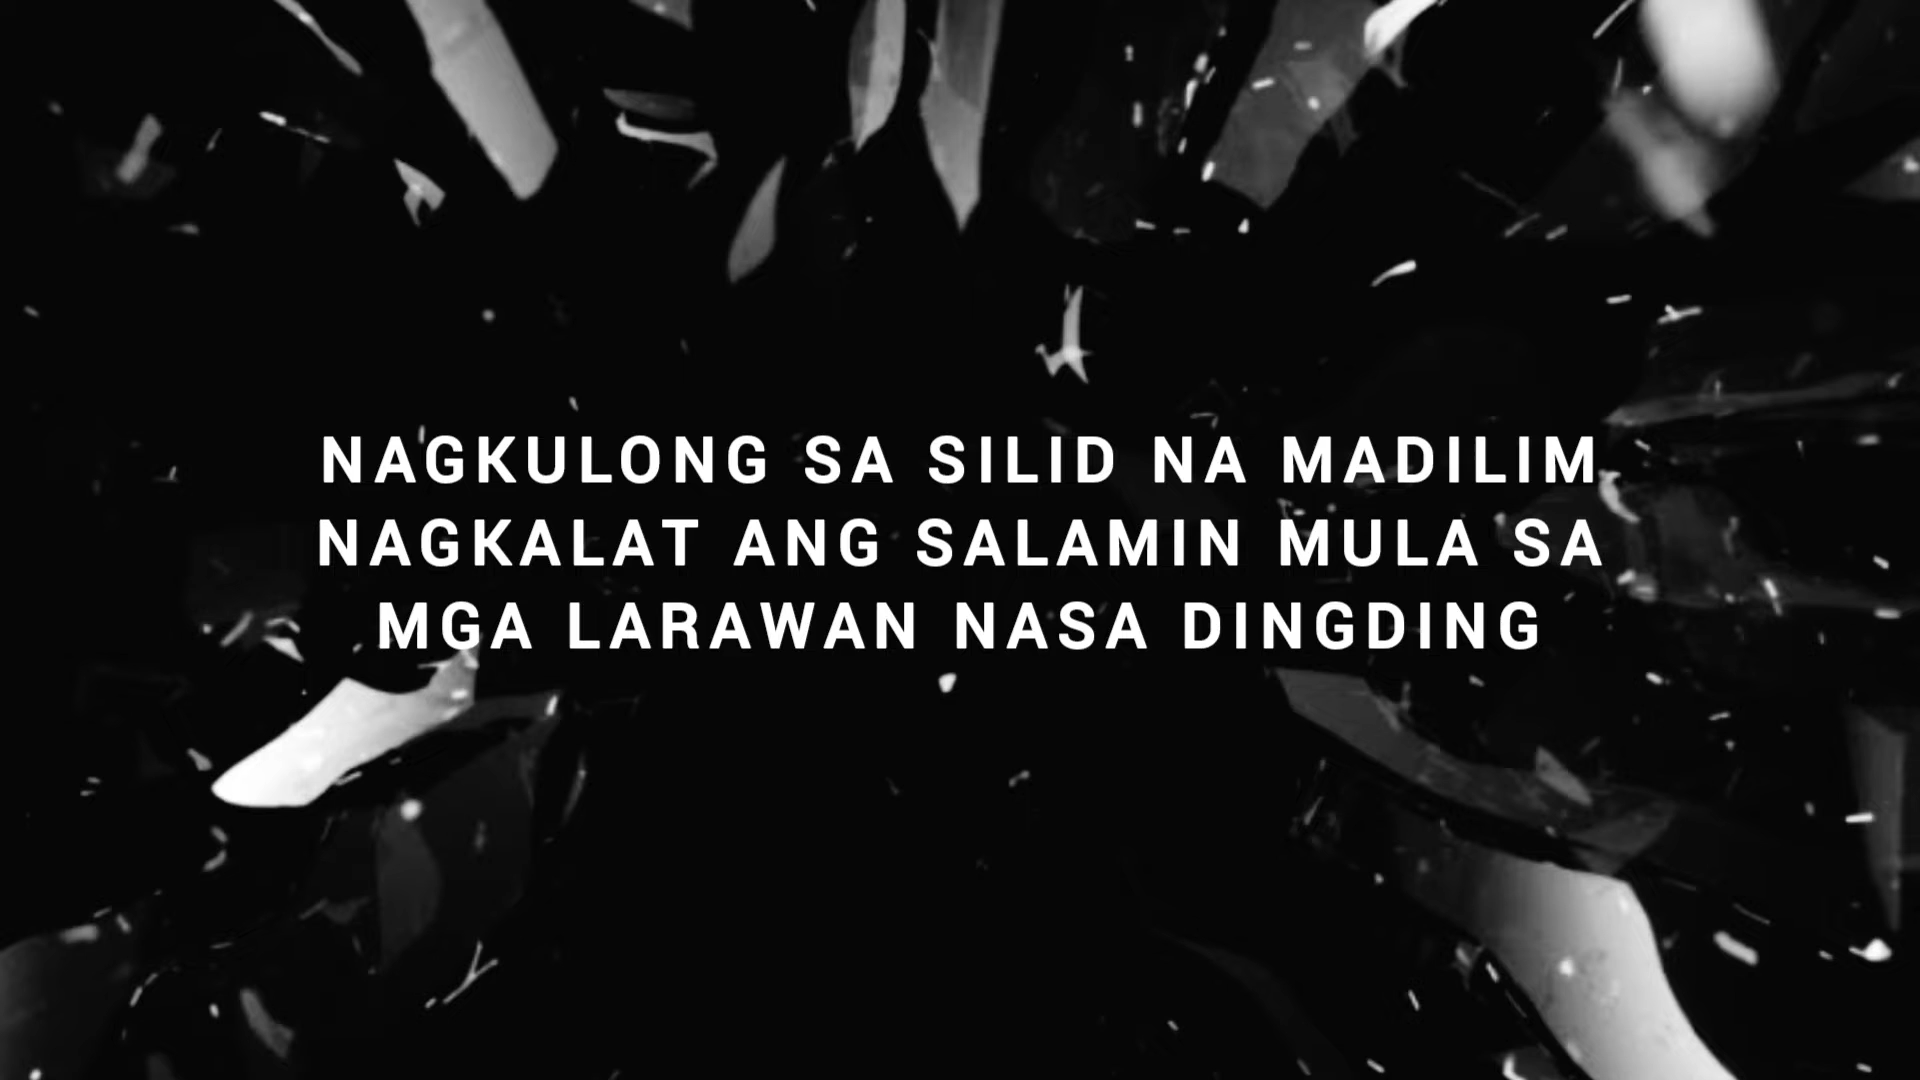 NAGKULONG SA SILID NA MADILIM
NAGKALAT ANG SALAMIN MULA SA
MGA LARAWAN NASA DINGDING